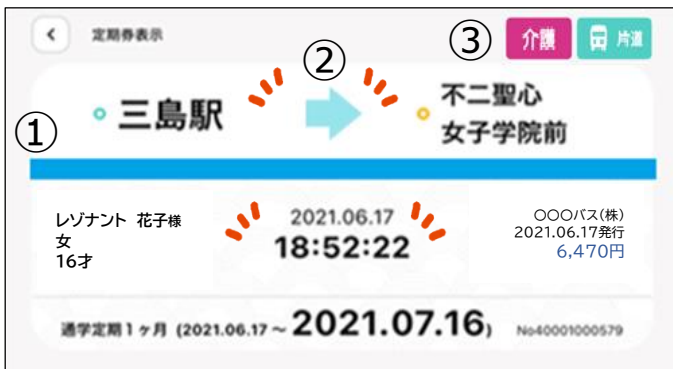 定期券表示
③ 介護 片道
②
三島駅
不二聖心
女子学院前
①
レゾナント 花子様
女
16才
2021.06.17
18:52:22
〇〇〇バス(株)
2021.06.17発行
6,470円
通学定期1ヶ月 (2021.06.17～2021.07.16) No40001000579